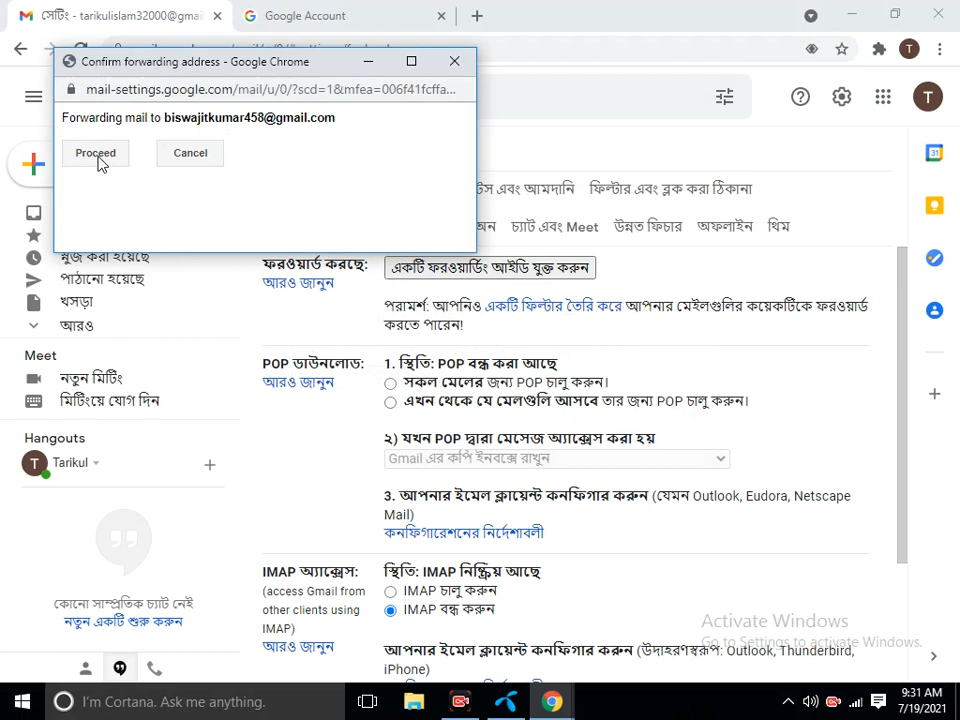 সেটিং - tarikulislam32000@gmai
Google Account
Confirm forwarding address - Google Chrome
mail-settings.google.com/mail/u/0/?scd=1&mfea=006f41fcffa...
Forwarding mail to biswajitkumar458@gmail.com
Proceed
Cancel
T
T
31
টস এবং আমদানি
ফিল্টার এবং ব্লক করা ঠিকানা
অন
চ্যাট এবং Meet
উন্নত ফিচার
অফলাইন
থিম
স্নুজ করা হয়েছে
পাঠানো হয়েছে
খসড়া
আরও
Meet
নতুন মিটিং
মিটিংয়ে যোগ দিন
Hangouts
T
Tarikul
কোনো সাম্প্রতিক চ্যাট নেই
নতুন একটি শুরু করুন
ফরওয়ার্ড করছে:
আরও জানুন
একটি ফরওয়ার্ডিং আইডি যুক্ত করুন
পরামর্শ: আপনিও একটি ফিল্টার তৈরি করে আপনার মেইলগুলির কয়েকটিকে ফরওয়ার্ড
করতে পারেন!
POP ডাউনলোড:
আরও জানুন
1. স্থিতি: POP বন্ধ করা আছে
সকল মেলের জন্য POP চালু করুন।
এখন থেকে যে মেলগুলি আসবে তার জন্য POP চালু করুন।
২) যখন POP দ্বারা মেসেজ অ্যাক্সেস করা হয়
Gmail এর কপি ইনবক্সে রাখুন
3. আপনার ইমেল ক্লায়েন্ট কনফিগার করুন (যেমন Outlook, Eudora, Netscape
Mail)
কনফিগারেশনের নির্দেশাবলী
IMAP অ্যাক্সেস:
(access Gmail from
other clients using
IMAP)
আরও জানুন
স্থিতি: IMAP নিষ্ক্রিয় আছে
IMAP চালু করুন
IMAP বন্ধ করুন
আপনার ইমেল ক্লায়েন্ট কনফিগার করুন (উদাহরণস্বরূপ: Outlook, Thunderbird,
iPhone)
Activate Windows
Go to Settings to activate Windows.
I'm Cortana. Ask me anything.
9:31 AM
7/19/2021